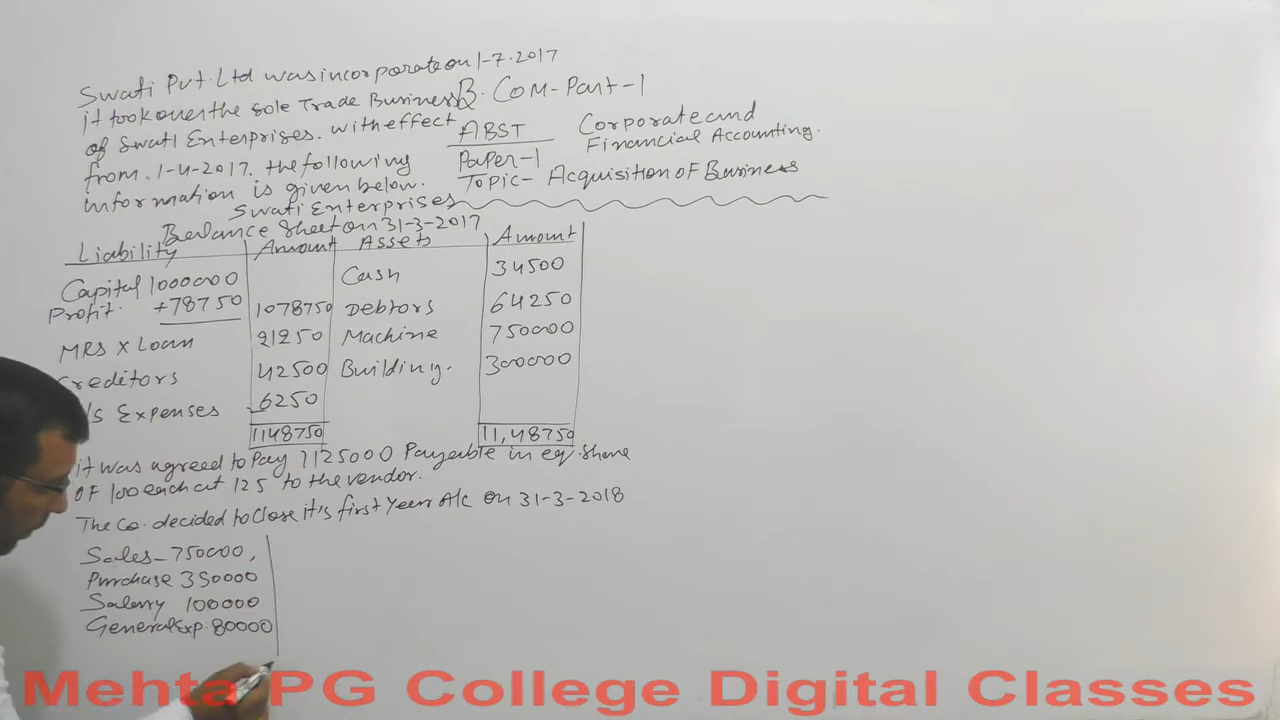 Swati Pvt. Ltd was incorporate on 1-7-2017
it took over the sole Trade Business
of Swati Enterprises. with effect
from. 1-4-2017. the following
information is given below.
B. Com-Part-1
ABST
Paper-1
Corporate and
Financial Accounting.
Topic- Acquisition of Business
Swati Enterprises
Balance Sheet on 31-3-2017
Liability Amount Assets Amount
Capital 1000000 Cash 34500
Profit. +78750 1078750 Debtors 64250
MRS X Loan 21250 Machine 750000
Creditors 42500 Building. 300000
/s Expenses 6250
1148750 11,48750
it was agreed to Pay 1125000 Payable in eq. share
of 100 each at 125 to the vendor.
The Co. decided to close it's first year A/c on 31-3-2018
Sales - 750000,
Purchase 350000
Salary 100000
General Exp. 80000
Mehta PG College Digital Classes